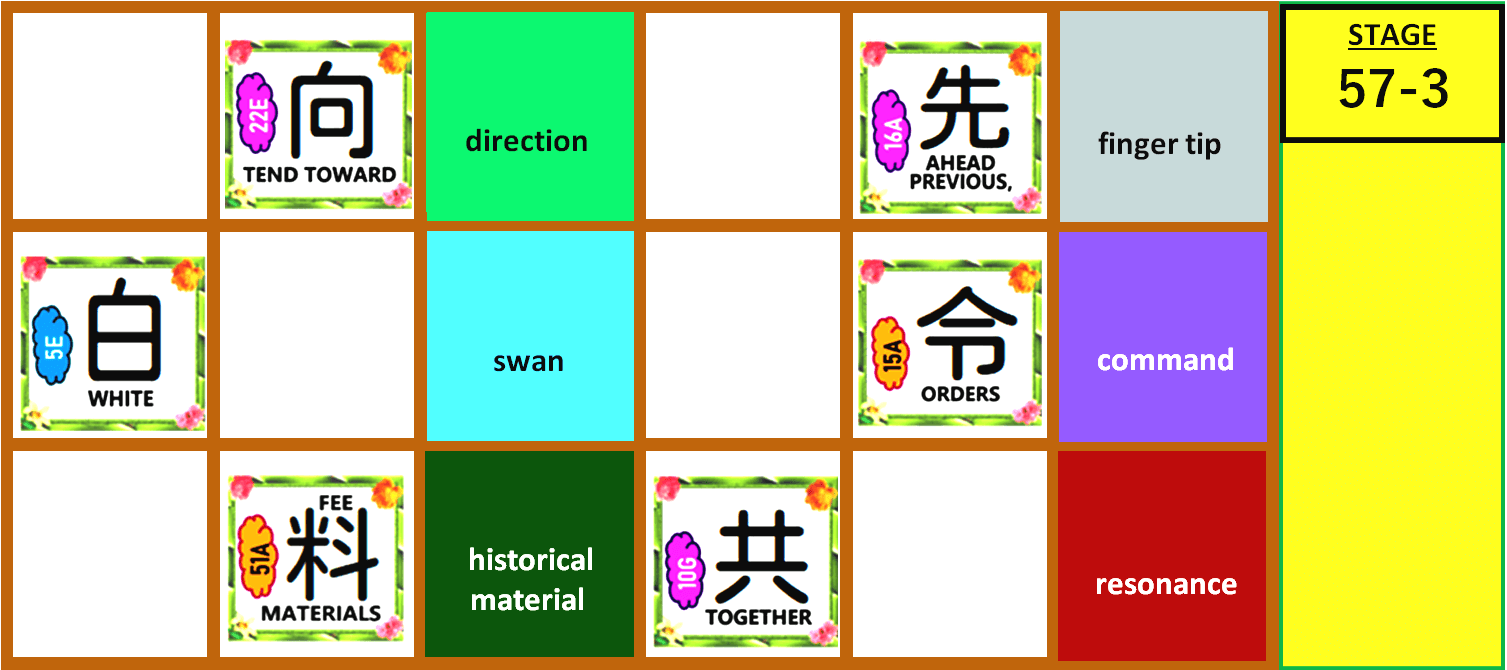 22E
向
TEND TOWARD
direction
16A
先
AHEAD
PREVIOUS,
finger tip
STAGE
57-3
5E
白
WHITE
swan
15A
令
ORDERS
command
FEE
51A
料
MATERIALS
historical
material
10G
共
TOGETHER
resonance